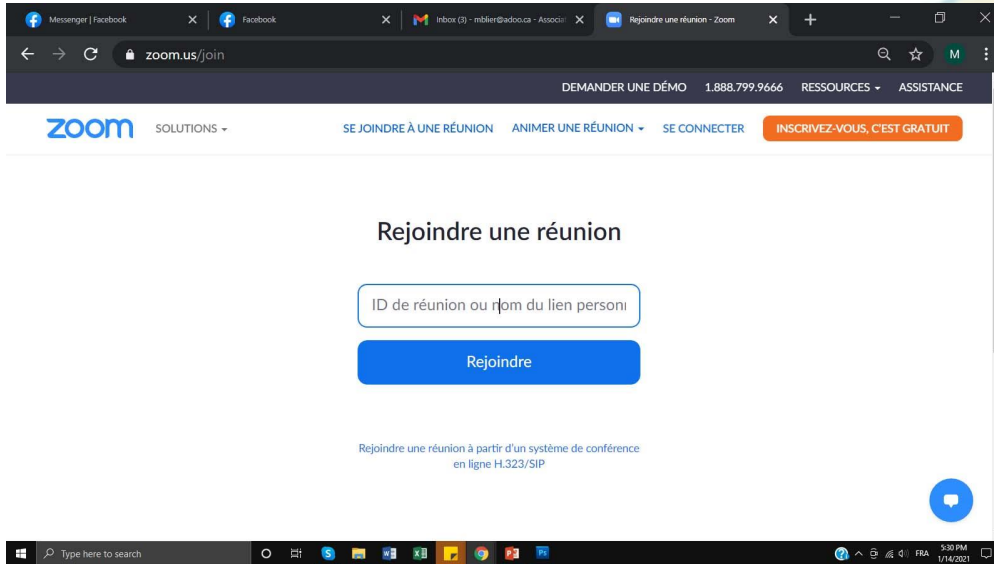 Messenger | Facebook
Facebook
Inbox (3) - mblier@adoo.ca - Associat
Rejoindre une réunion - Zoom
zoom.us/join
M
DEMANDER UNE DÉMO 1.888.799.9666 RESSOURCES ASSISTANCE
zoom SOLUTIONS SE JOINDRE À UNE RÉUNION ANIMER UNE RÉUNION SE CONNECTER INSCRIVEZ-VOUS, C'EST GRATUIT
Rejoindre une réunion
ID de réunion ou nom du lien personn
Rejoindre
Rejoindre une réunion à partir d'un système de conférence
en ligne H.323/SIP
Type here to search
FRA
5:30 PM
1/14/2021